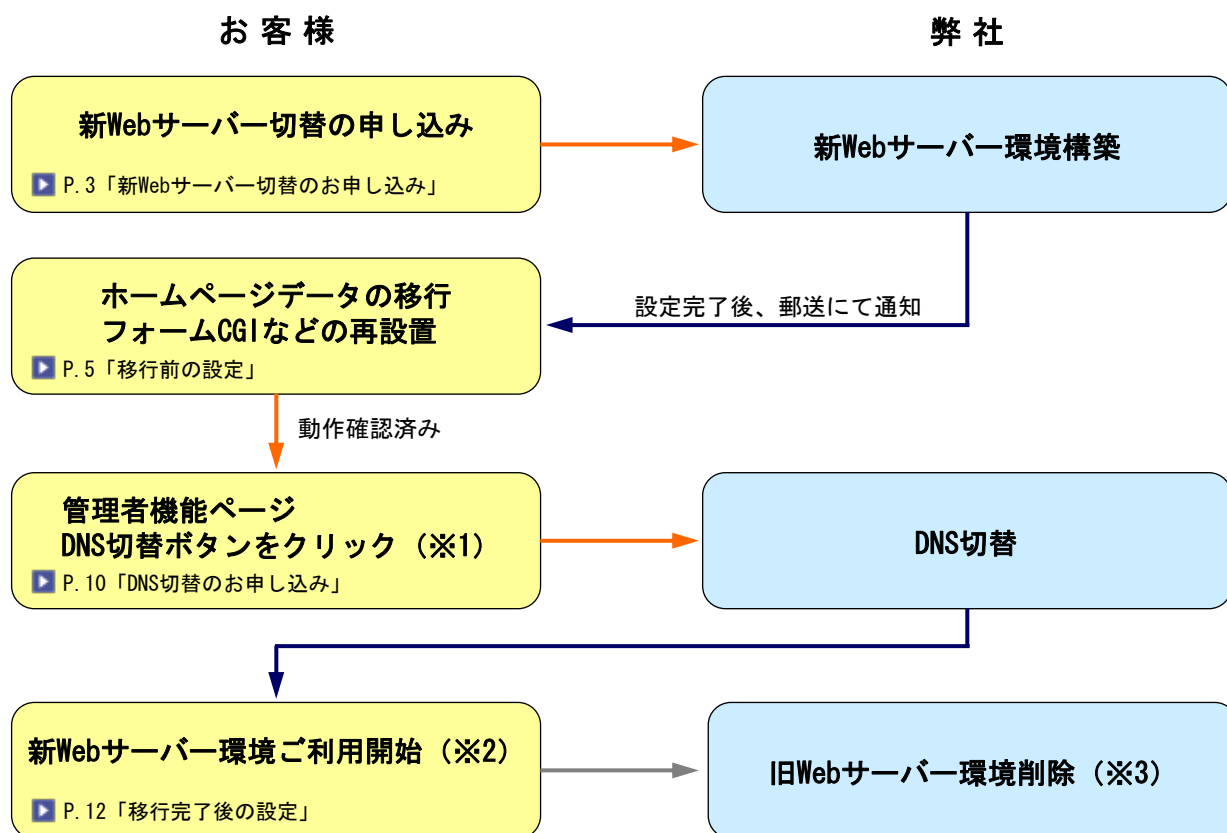 お客様
弊社
新Webサーバー切替の申し込み
P.3「新Webサーバー切替のお申し込み」
新Webサーバー環境構築
ホームページデータの移行
フォームCGIなどの再設置
P.5「移行前の設定」
設定完了後、郵送にて通知
動作確認済み
管理者機能ページ
DNS切替ボタンをクリック（※1）
P.10「DNS切替のお申し込み」
DNS切替
新Webサーバー環境ご利用開始（※2）
P.12「移行完了後の設定」
旧Webサーバー環境削除（※3）